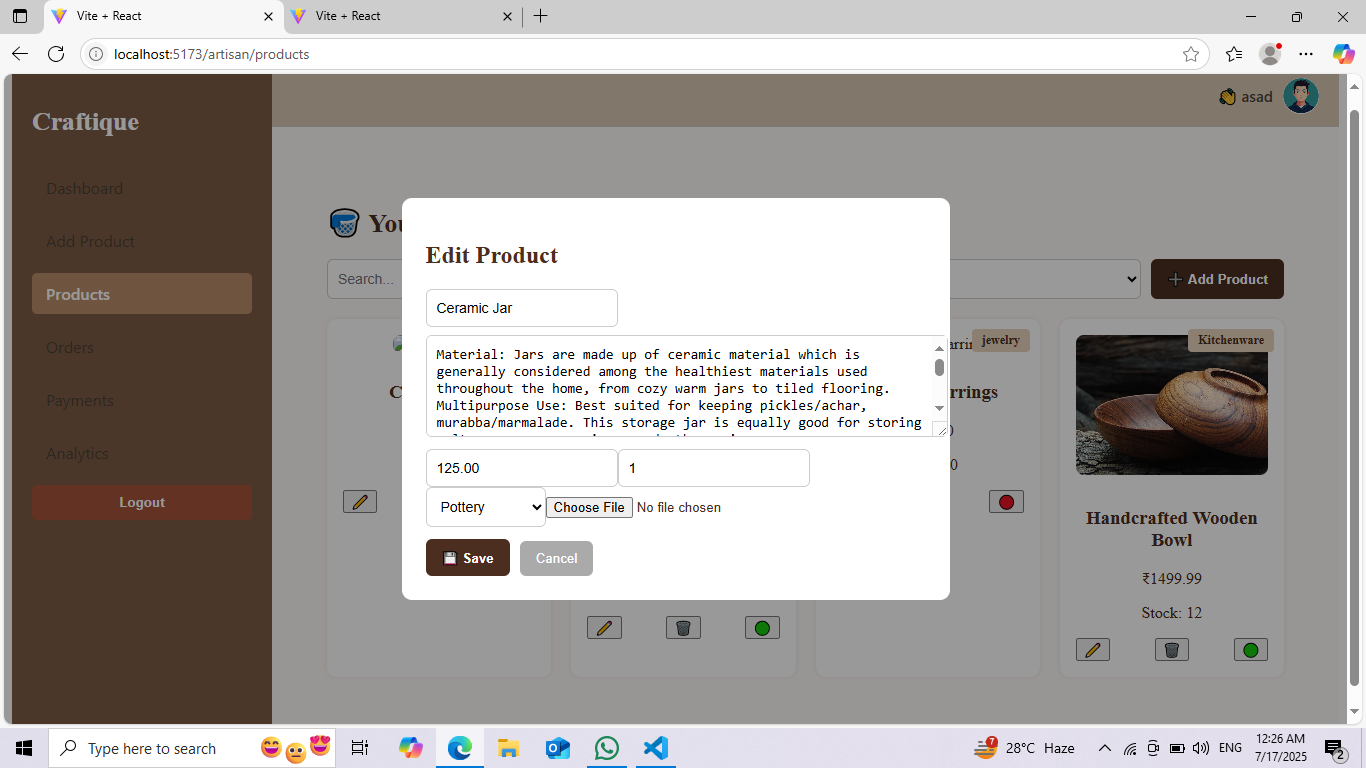 Vite + React
Vite + React
localhost:5173/artisan/products
Craftique
asad
Dashboard
Add Product
Products
Orders
Payments
Analytics
Logout
Search...
Add Product
Edit Product
Ceramic Jar
Material: Jars are made up of ceramic material which is
generally considered among the healthiest materials used
throughout the home, from cozy warm jars to tiled flooring.
Multipurpose Use: Best suited for keeping pickles/achar,
murabba/marmalade. This storage jar is equally good for storing
125.00
1
Pottery
Choose File No file chosen
Save
Cancel
jewelry
Kitchenware
Handcrafted Wooden
Bowl
₹1499.99
Stock: 12
Type here to search
7
28°C Haze
ENG
12:26 AM
7/17/2025
2